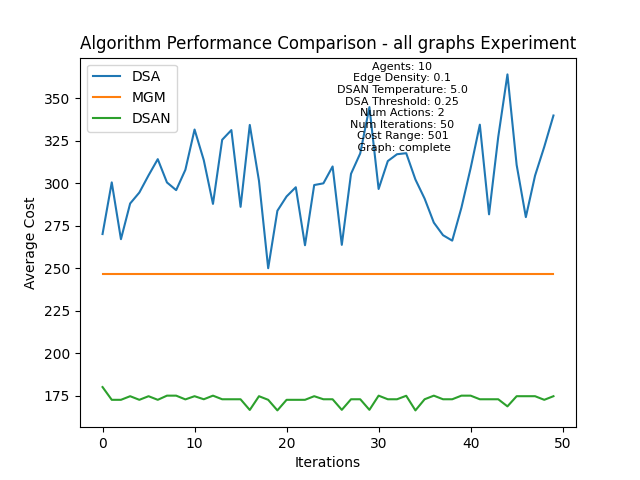 Algorithm Performance Comparison - all graphs Experiment
DSA
MGM
DSAN
Agents: 10
Edge Density: 0.1
DSAN Temperature: 5.0
DSA Threshold: 0.25
Num Actions: 2
Num Iterations: 50
Cost Range: 501
Graph: complete
Average Cost
350
325
300
275
250
225
200
175
0 10 20 30 40 50
Iterations